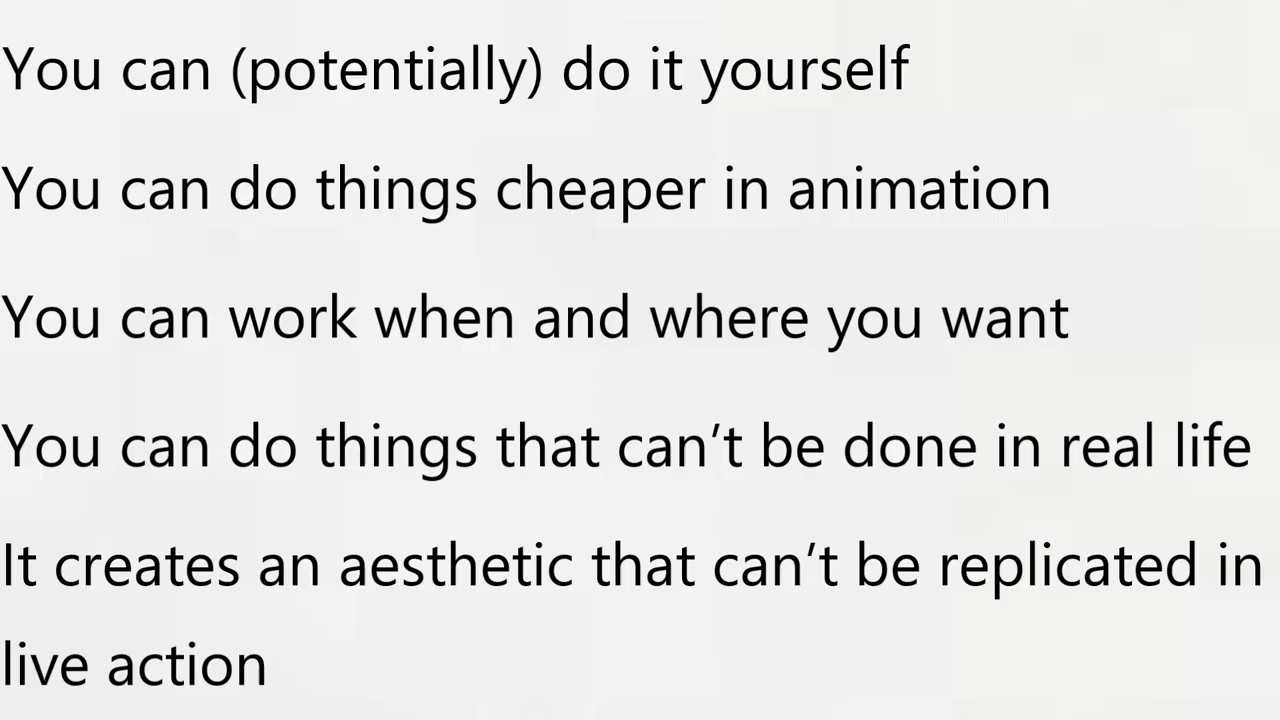 You can (potentially) do it yourself
You can do things cheaper in animation
You can work when and where you want
You can do things that can’t be done in real life
It creates an aesthetic that can’t be replicated in
live action